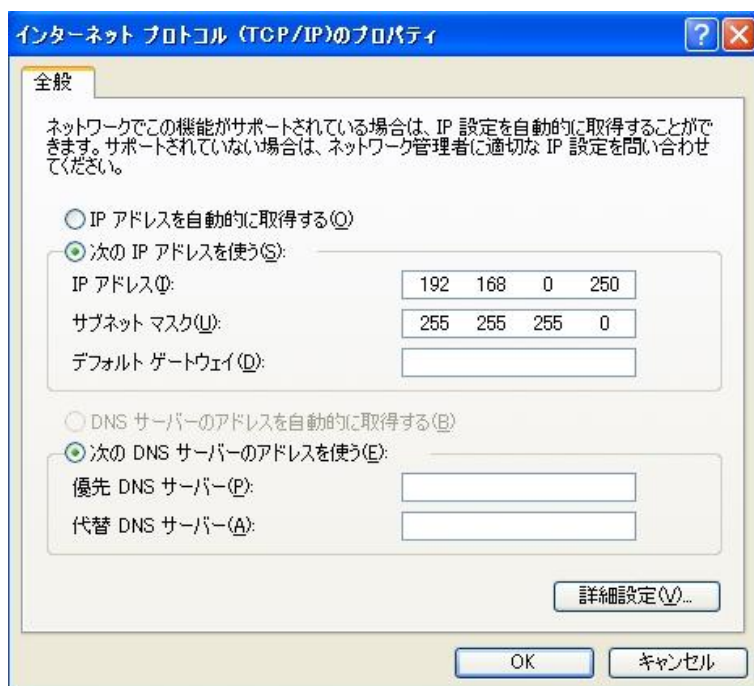 インターネット プロトコル (TCP/IP)のプロパティ
全般
ネットワークでこの機能がサポートされている場合は、IP 設定を自動的に取得することがで
きます。サポートされていない場合は、ネットワーク管理者に適切な IP 設定を問い合わせ
てください。
IP アドレスを自動的に取得する(O)
次の IP アドレスを使う(S):
IP アドレス(I): 192 168 0 250
サブネット マスク(U): 255 255 255 0
デフォルト ゲートウェイ(D):
DNS サーバーのアドレスを自動的に取得する(B)
次の DNS サーバーのアドレスを使う(E):
優先 DNS サーバー(P):
代替 DNS サーバー(A):
詳細設定(V)...
OK キャンセル